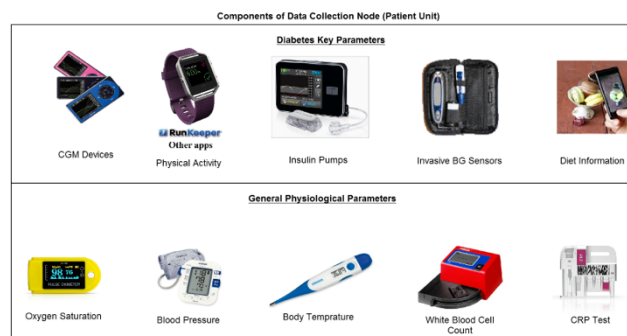 Components of Data Collection Node (Patient Unit)
Diabetes Key Parameters
RunKeeper
Other apps
CGM Devices
Physical Activity
Insulin Pumps
Invasive BG Sensors
Diet Information
General Physiological Parameters
98 76
Oxygen Saturation
Blood Pressure
Body Temprature
White Blood Cell
Count
CRP Test